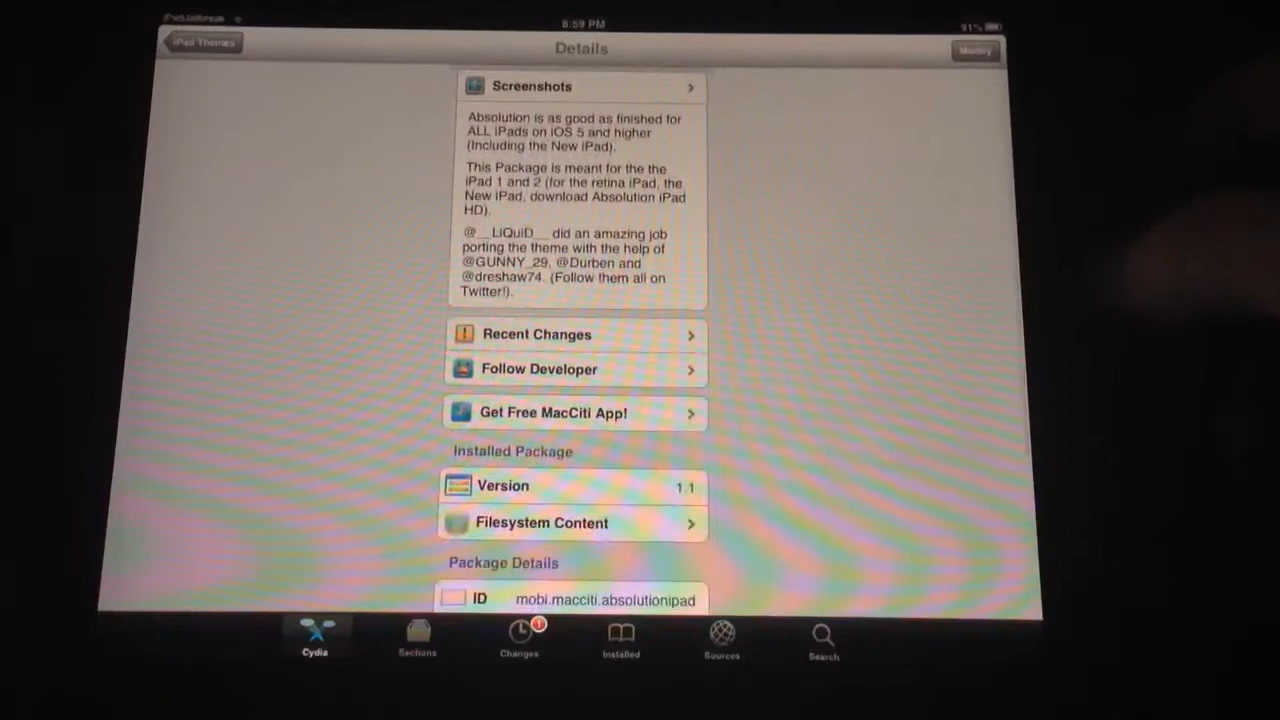 iPadJailbreak
8:59 PM
91%
iPad Themes
Details
Modify
Screenshots
Absolution is as good as finished for
ALL iPads on iOS 5 and higher
(Including the New iPad).
This Package is meant for the the
iPad 1 and 2 (for the retina iPad, the
New iPad, download Absolution iPad
HD).
@__LiQuiD__ did an amazing job
porting the theme with the help of
@GUNNY_29, @Durben and
@dreshaw74. (Follow them all on
Twitter!).
Recent Changes
Follow Developer
Get Free MacCiti App!
Installed Package
Version 1.1
Filesystem Content
Package Details
ID mobi.macciti.absolutionipad
1
Cydia Sections Changes Installed Sources Search